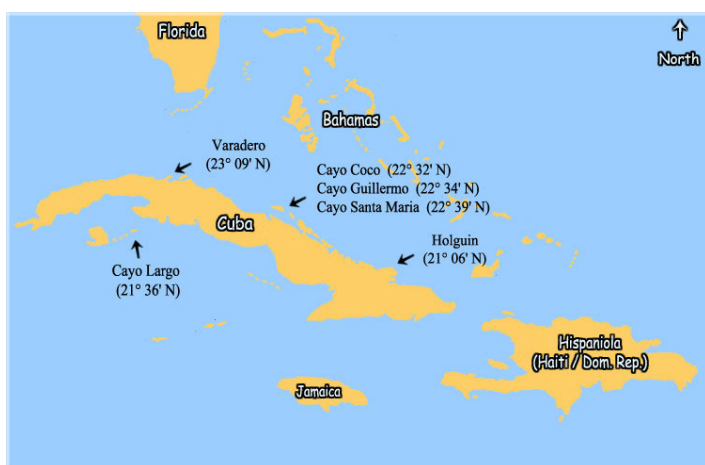 Florida
North
Bahamas
Varadero
(23° 09' N)
Cayo Coco (22° 32' N)
Cayo Guillermo (22° 34' N)
Cayo Santa Maria (22° 39' N)
Cuba
Holguin
(21° 06' N)
Cayo Largo
(21° 36' N)
Hispaniola
(Haiti / Dom. Rep.)
Jamaica